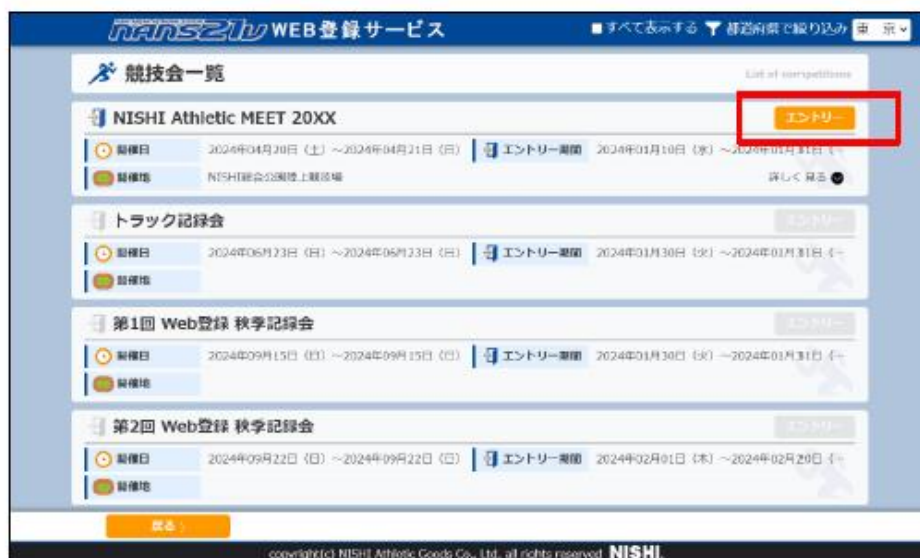 NANS21V WEB登録サービス ■すべて表示する 都道府県で絞り込み 東 京
競技会一覧 List of competitions
NISHI Athletic MEET 20XX エントリー
開催日 2024年04月20日（土）～2024年04月21日（日） エントリー期間 2024年01月10日（水）～2024年01月31日（…
開催地 NISHI総合公園陸上競技場 詳しく見る
トラック記録会 エントリー
開催日 2024年06月23日（日）～2024年06月23日（日） エントリー期間 2024年01月30日（火）～2024年01月31日（…
開催地
第1回 Web登録 秋季記録会 エントリー
開催日 2024年09月15日（日）～2024年09月15日（日） エントリー期間 2024年01月30日（火）～2024年01月31日（…
開催地
第2回 Web登録 秋季記録会 エントリー
開催日 2024年09月22日（日）～2024年09月22日（日） エントリー期間 2024年02月01日（木）～2024年02月20日（…
開催地
戻る
copyright(c) NISHI Athletic Goods Co., Ltd. all rights reserved NISHI.